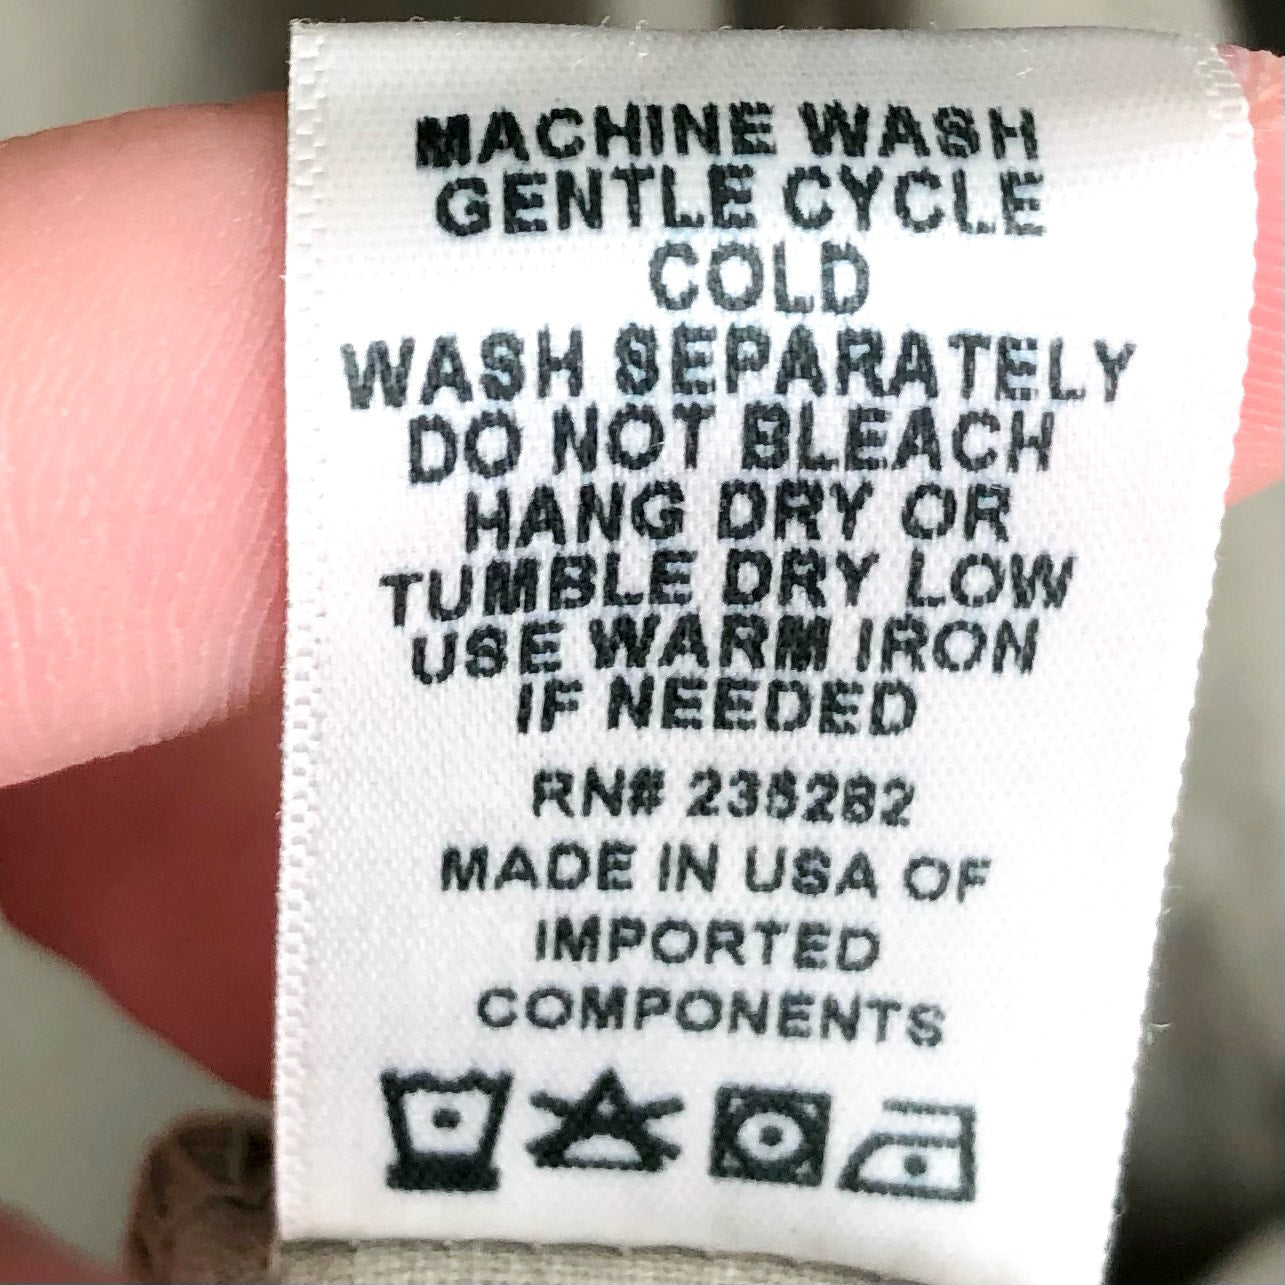 MACHINE WASH
GENTLE CYCLE
COLD
WASH SEPARATELY
DO NOT BLEACH
HANG DRY OR
TUMBLE DRY LOW
USE WARM IRON
IF NEEDED
RN#
MADE IN USA OF
IMPORTED
COMPONENTS